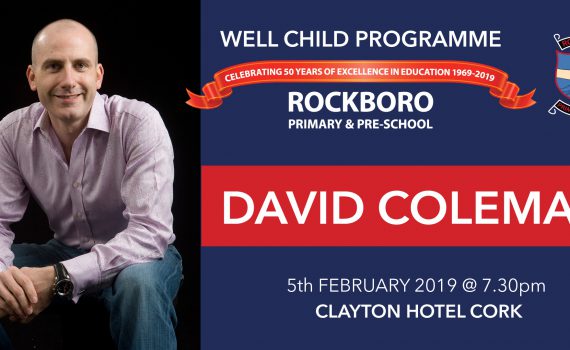 WELL CHILD PROGRAMME
CELEBRATING 50 YEARS OF EXCELLENCE IN EDUCATION 1969-2019
ROCKBORO
PRIMARY & PRE-SCHOOL
DAVID COLEMA
5th FEBRUARY 2019 @ 7.30pm
CLAYTON HOTEL CORK